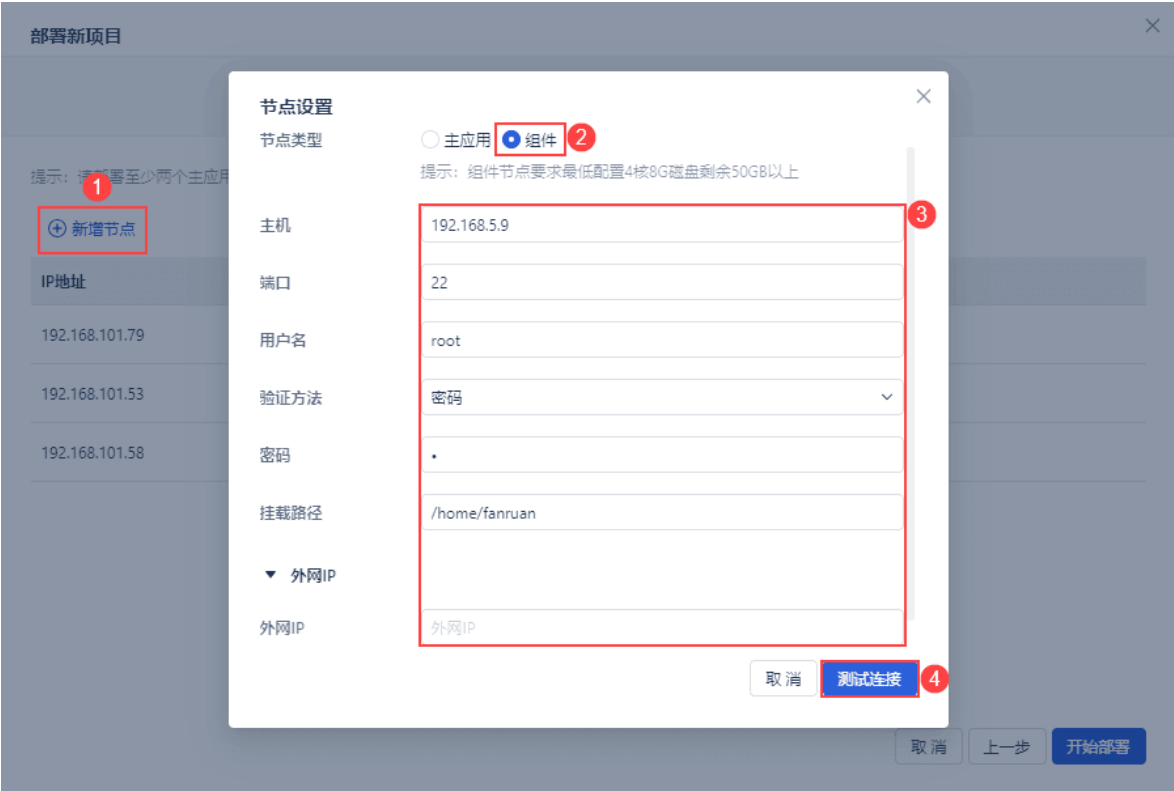 部署新项目
节点设置
节点类型
主应用
组件
2
提示：组件节点要求最低配置4核8G磁盘剩余50GB以上
提示：请部署至少两个主应用
1
新增节点
主机
192.168.5.9
3
端口
22
IP地址
用户名
root
192.168.101.79
验证方法
密码
192.168.101.53
密码
•
192.168.101.58
挂载路径
/home/fanruan
外网IP
外网IP
外网IP
取消
测试连接
4
取消
上一步
开始部署